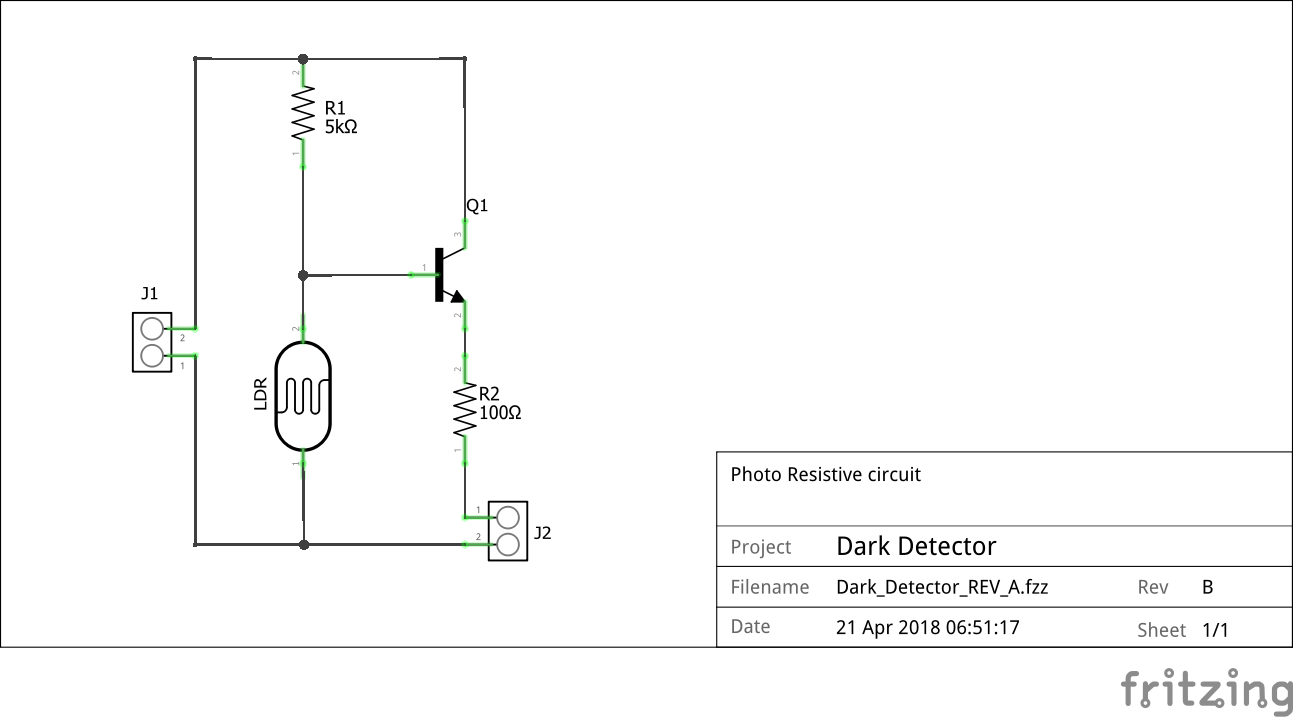 2
R1
5kΩ
1
Q1
3
1
J1
2
2
2
1
LDR
2
R2
100Ω
1
1
1
J2
2
Photo Resistive circuit
Project Dark Detector
Filename Dark_Detector_REV_A.fzz Rev B
Date 21 Apr 2018 06:51:17 Sheet 1/1
fritzing